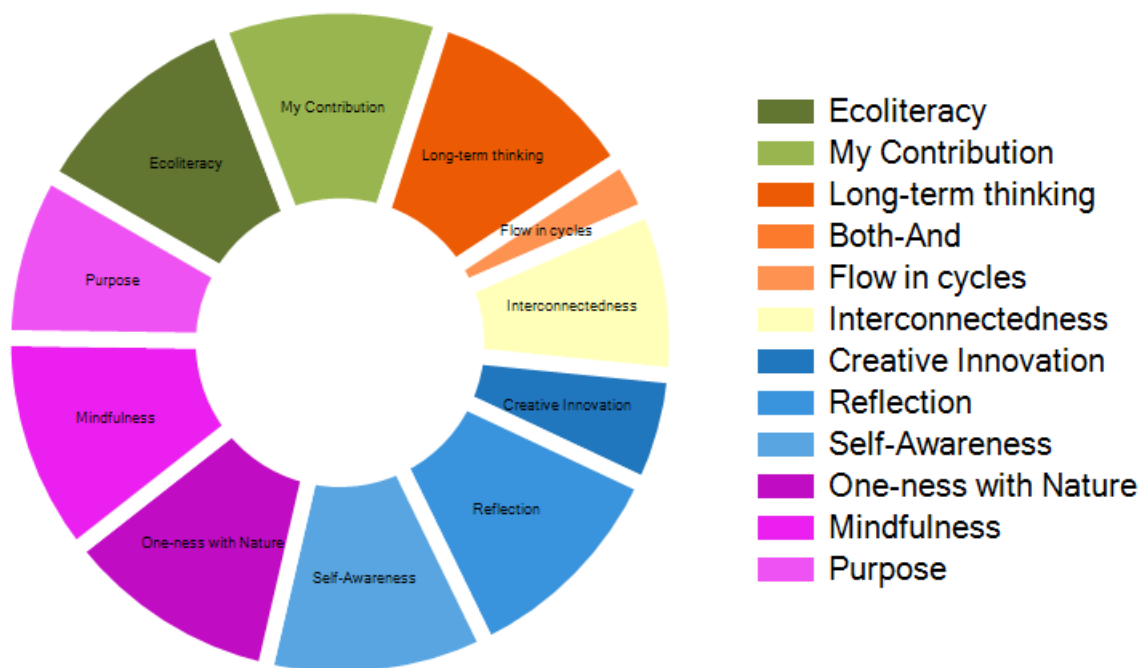 My Contribution
Ecoliteracy
Long-term thinking
Flow in cycles
Purpose
Interconnectedness
Creative Innovation
Mindfulness
Reflection
One-ness with Nature
Self-Awareness
Ecoliteracy
My Contribution
Long-term thinking
Both-And
Flow in cycles
Interconnectedness
Creative Innovation
Reflection
Self-Awareness
One-ness with Nature
Mindfulness
Purpose